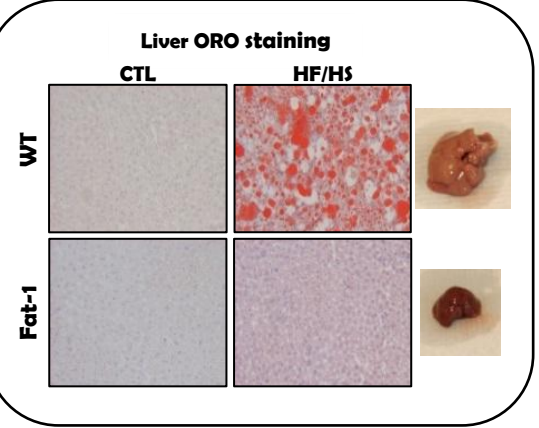 Liver ORO staining
CTL
HF/HS
WT
Fat-1